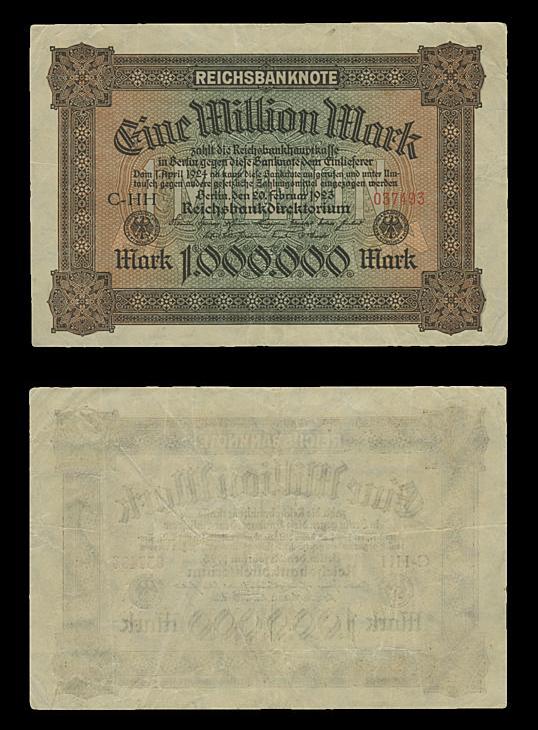 REICHSBANKNOTE
Eine Million Mark
zahlt die Reichsbankhauptkasse
in Berlin gegen diese Banknote dem Einlieferer
Vom 1. April 1924 ab kann diese Banknote aufgerufen und unter Um-
tausch gegen andere gesetzliche Zahlungsmittel eingezogen werden
C-HH Berlin, den 20. Februar 1923 037493
Reichsbankdirektorium
Mark 1.000.000 Mark